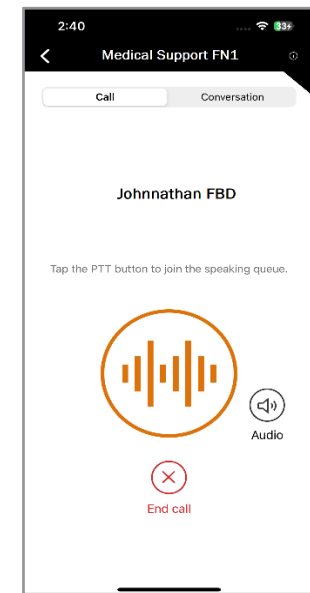 2:40
33
Medical Support FN1
Call
Conversation
Johnnathan FBD
Tap the PTT button to join the speaking queue.
Audio
End call